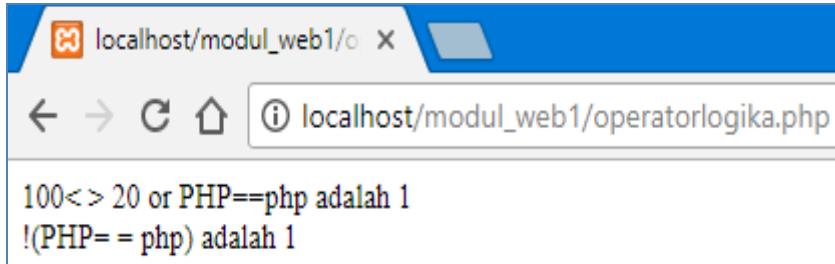 localhost/modul_web1/o
localhost/modul_web1/operatorlogika.php
100< > 20 or PHP==php adalah 1
!(PHP= = php) adalah 1